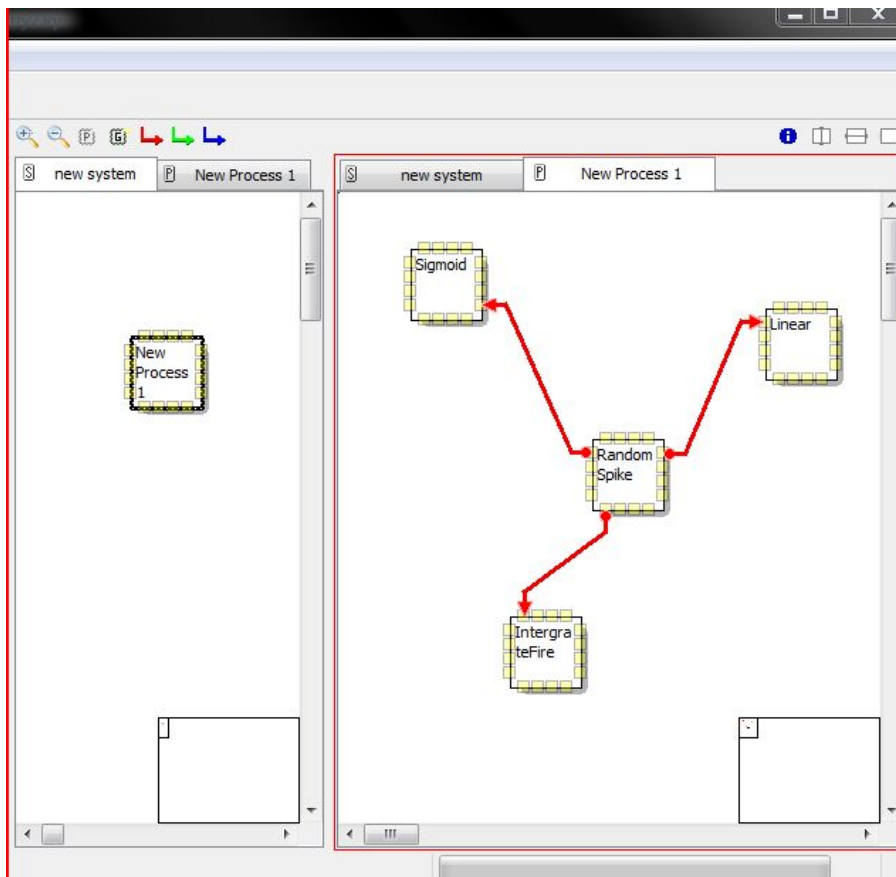 P G
S new system P New Process 1
S new system P New Process 1
New
Process
1
Sigmoid
Linear
Random
Spike
Intergra
teFire